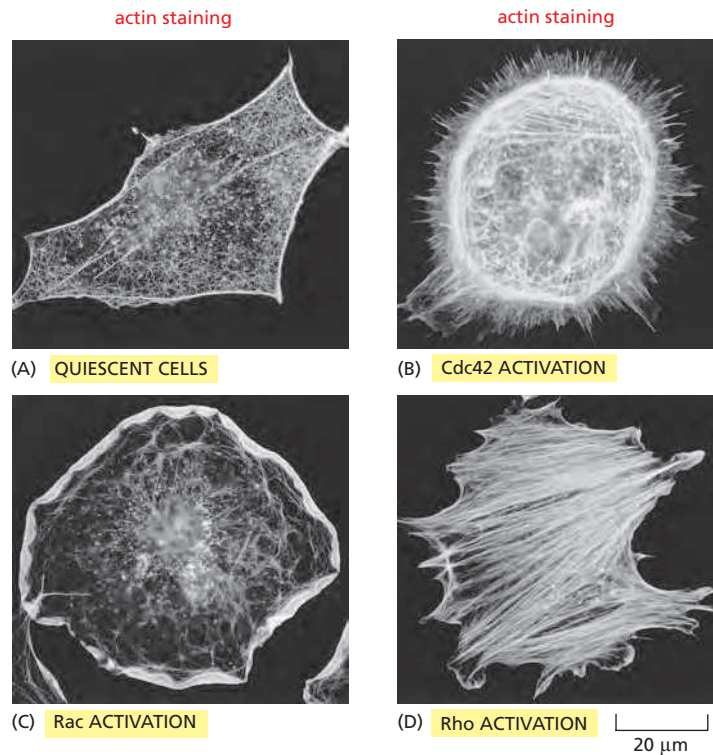 actin staining
actin staining
(A) QUIESCENT CELLS
(B) Cdc42 ACTIVATION
(C) Rac ACTIVATION
(D) Rho ACTIVATION
20 μm